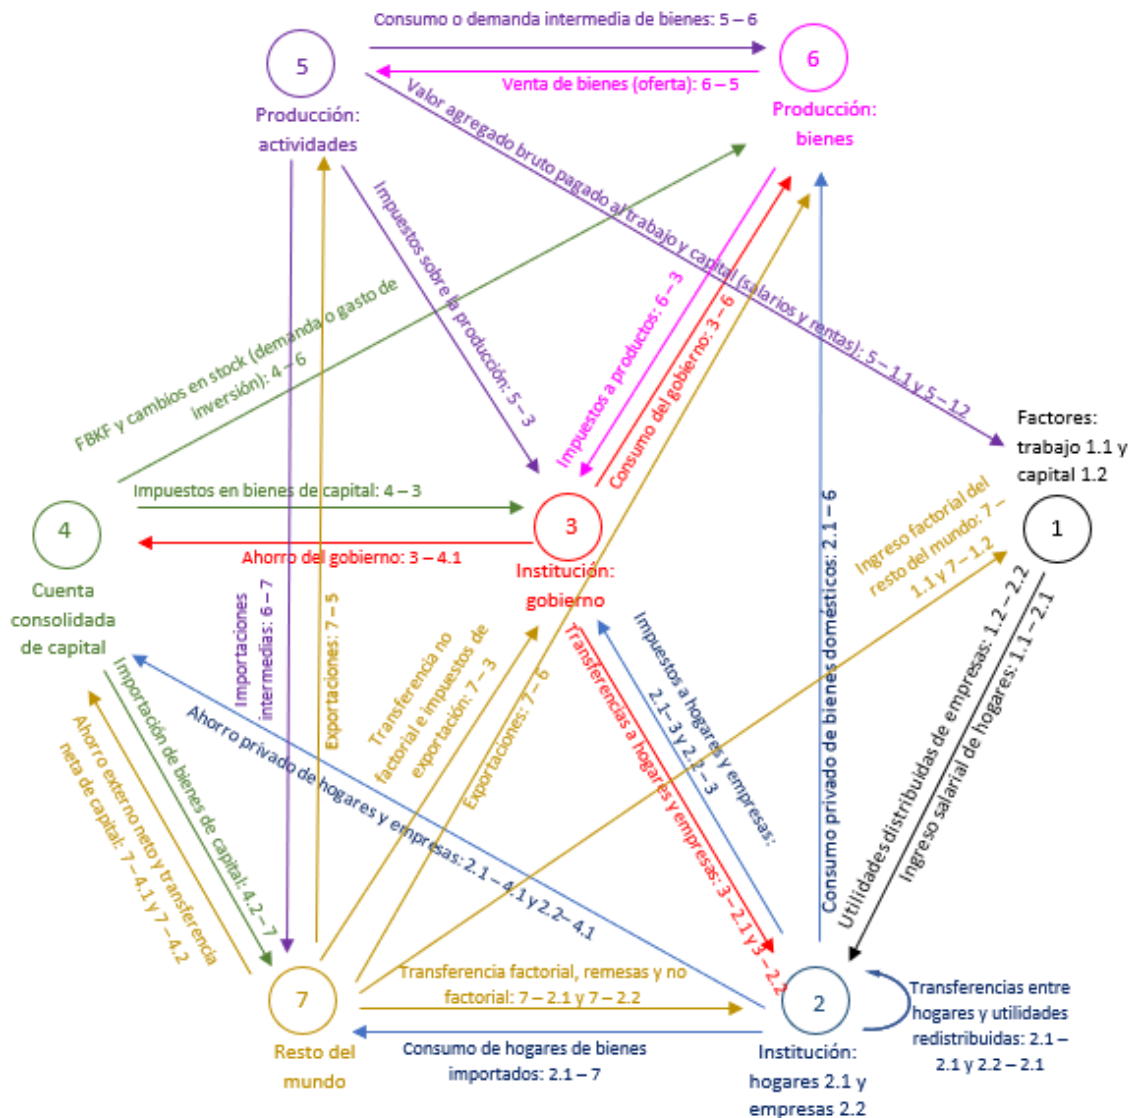 Consumo o demanda intermedia de bienes: 5 – 6
5
6
Venta de bienes (oferta): 6 – 5
Producción:
actividades
Producción:
bienes
Valor agregado bruto pagado al trabajo y capital (salarios y rentas): 5 – 1.1 y 5 – 12
Impuestos sobre la producción: 5 – 3
FBKF y cambios en stock (demanda o gasto de
inversión): 4 – 6
Impuestos a productos: 6 – 3
Consumo del gobierno: 3 – 6
Factores:
trabajo 1.1 y
capital 1.2
1
Impuestos en bienes de capital: 4 – 3
4
3
Ahorro del gobierno: 3 – 4.1
Cuenta
consolidada
de capital
Institución:
gobierno
Ingreso factorial del
resto del mundo: 7 –
1.1 y 7 – 1.2
Importaciones
intermedias: 6 – 7
Exportaciones: 7 – 5
Transferencia no
factorial e impuestos de
exportación: 7 – 3
Exportaciones: 7 – 6
Transferencias a hogares y empresas: 3 – 2.1 y 3 – 2.2
Impuestos a hogares y empresas:
2.1 – 3 y 2.2 – 3
Consumo privado de bienes domésticos: 2.1 – 6
Utilidades distribuidas de empresas: 1.2 – 2.2
Ingreso salarial de hogares: 1.1 – 2.1
Importación de bienes de capital: 4.2 – 7
Ahorro externo neto y transferencia
neta de capital: 7 – 4.1 y 7 – 4.2
Ahorro privado de hogares y empresas: 2.1 – 4.1 y 2.2 – 4.1
7
Transferencia factorial, remesas y no
factorial: 7 – 2.1 y 7 – 2.2
2
Transferencias entre
hogares y utilidades
redistribuidas: 2.1 –
2.1 y 2.2 – 2.1
Resto del
mundo
Consumo de hogares de bienes
importados: 2.1 – 7
Institución:
hogares 2.1 y
empresas 2.2